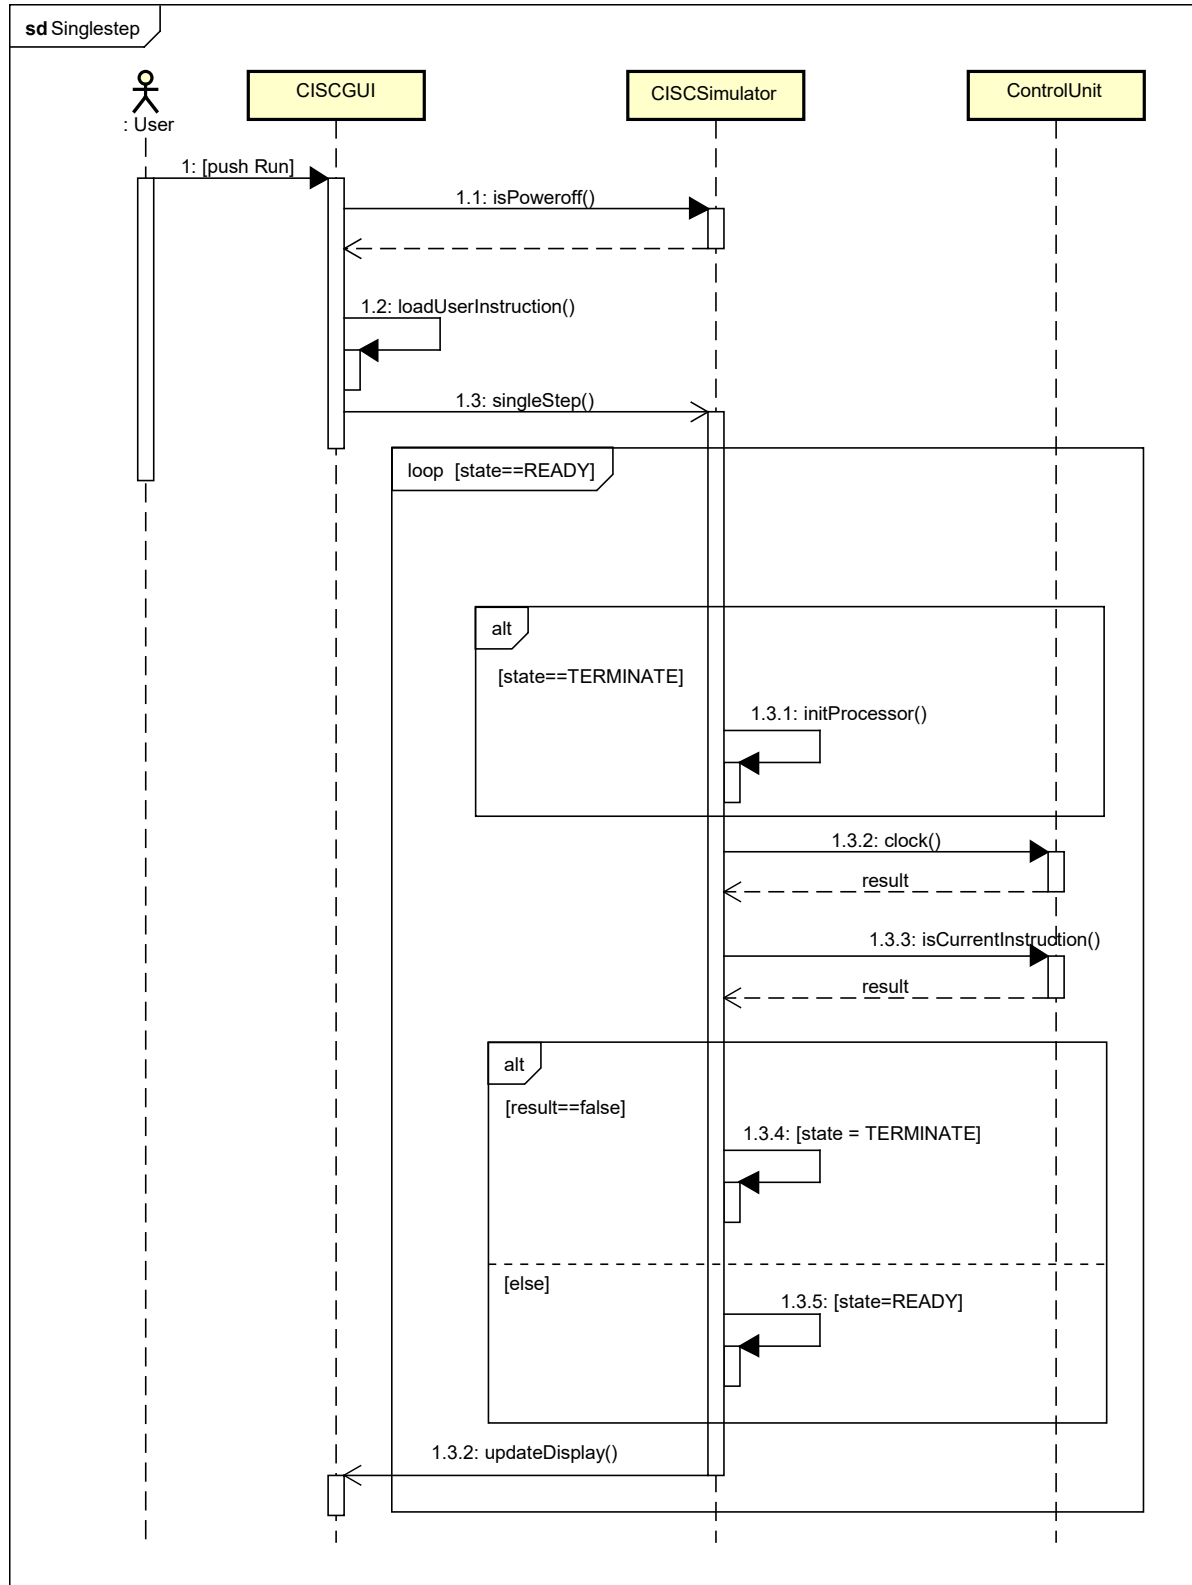 sd Singlestep
: User
CISCGUI
CISCSimulator
ControlUnit
1: [push Run]
1.1: isPoweroff()
1.2: loadUserInstruction()
1.3: singleStep()
loop [state==READY]
alt
[state==TERMINATE]
1.3.1: initProcessor()
1.3.2: clock()
result
1.3.3: isCurrentInstruction()
result
alt
[result==false]
1.3.4: [state = TERMINATE]
[else]
1.3.5: [state=READY]
1.3.2: updateDisplay()